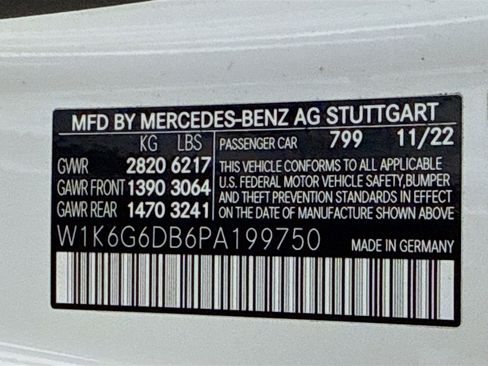 MFD BY MERCEDES-BENZ AG STUTTGART
KG LBS PASSENGER CAR 799 11/22
GVWR 2820 6217 THIS VEHICLE CONFORMS TO ALL APPLICABLE
GAWR FRONT 1390 3064 U.S. FEDERAL MOTOR VEHICLE SAFETY,BUMPER
AND THEFT PREVENTION STANDARDS IN EFFECT
GAWR REAR 1470 3241 ON THE DATE OF MANUFACTURE SHOWN ABOVE
W1K6G6DB6PA199750 MADE IN GERMANY